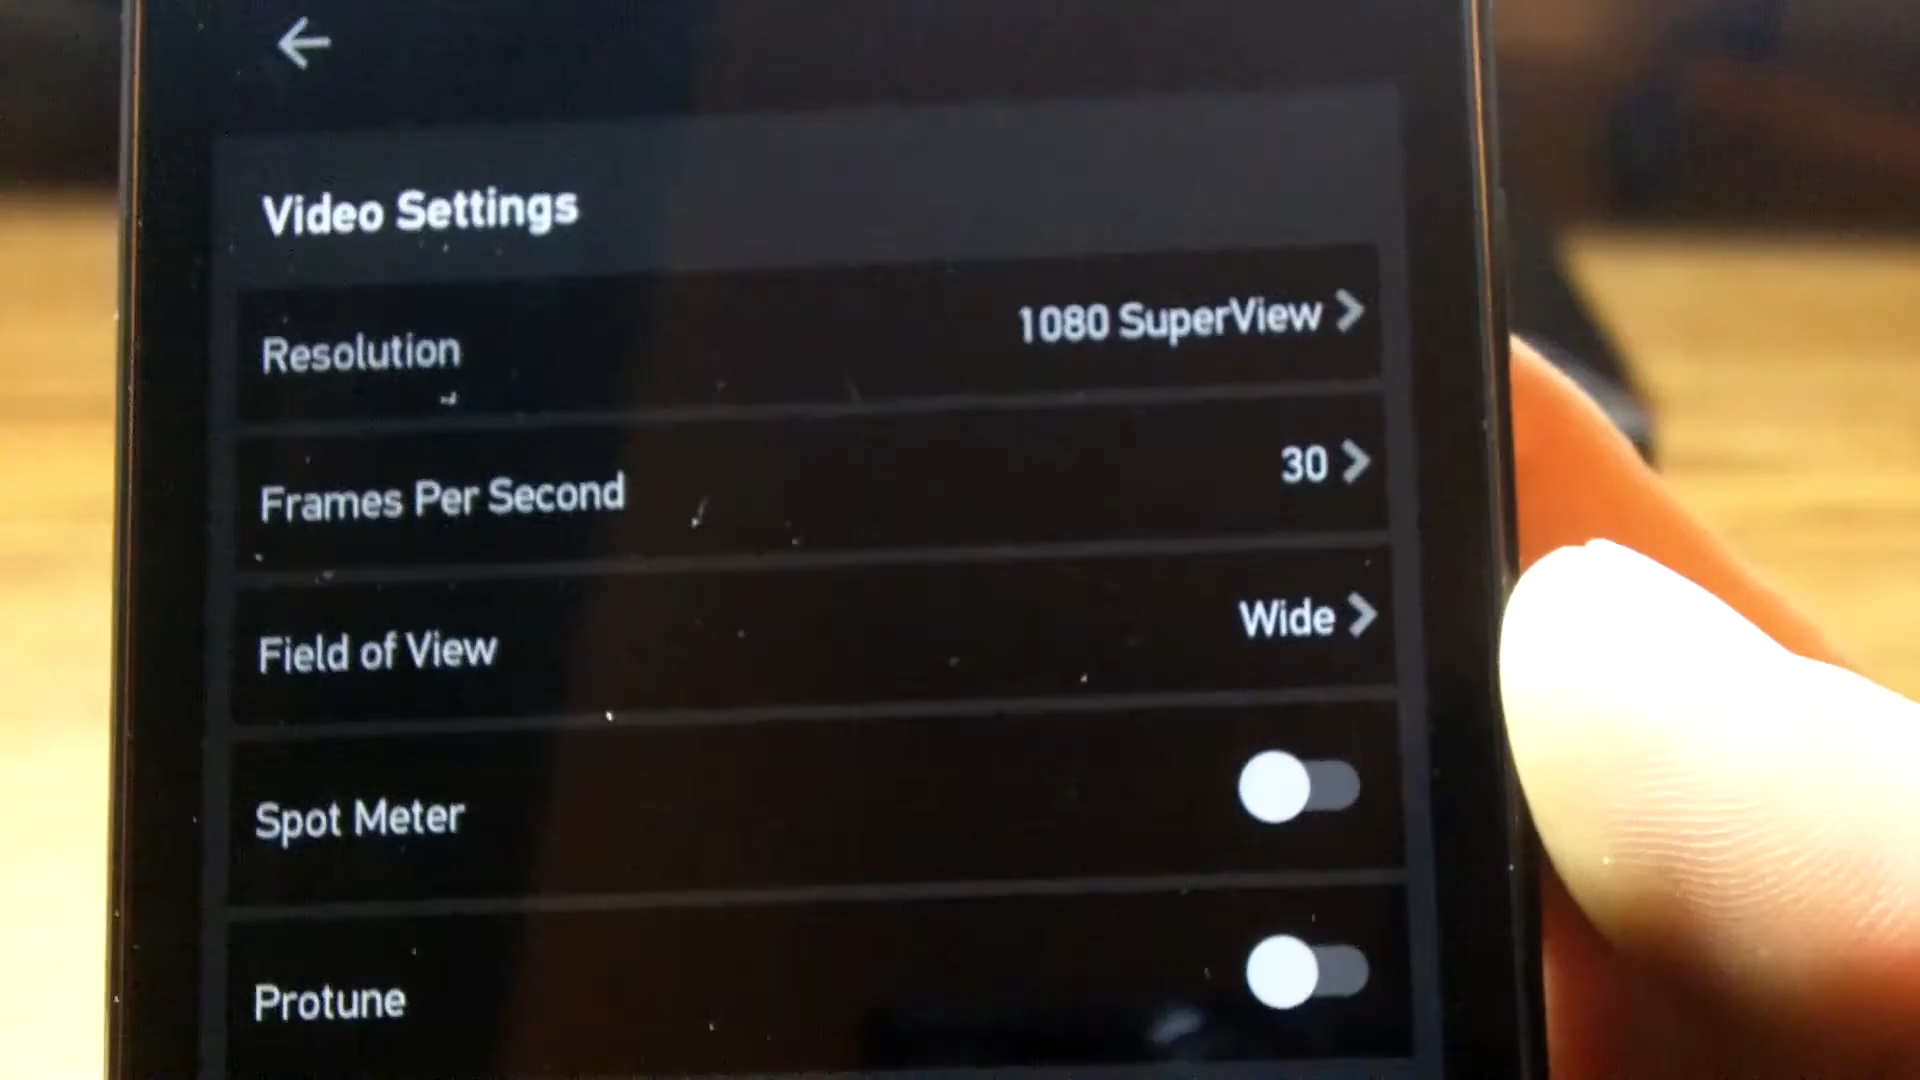 Video Settings
Resolution 1080 SuperView
Frames Per Second 30
Field of View Wide
Spot Meter
Protune